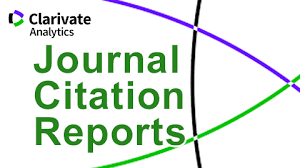 Clarivate
Analytics
Journal
Citation
Reports